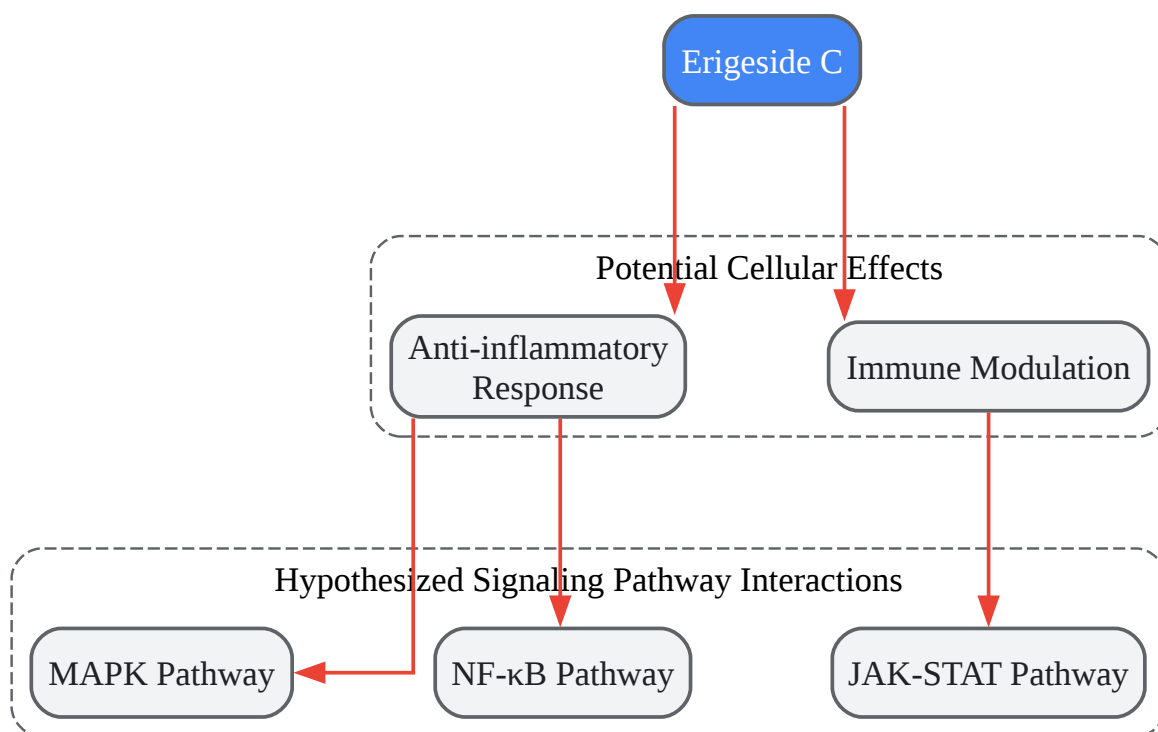 Erigeside C
Potential Cellular Effects
Anti-inflammatory
Response
Immune Modulation
Hypothesized Signaling Pathway Interactions
MAPK Pathway
NF-κB Pathway
JAK-STAT Pathway